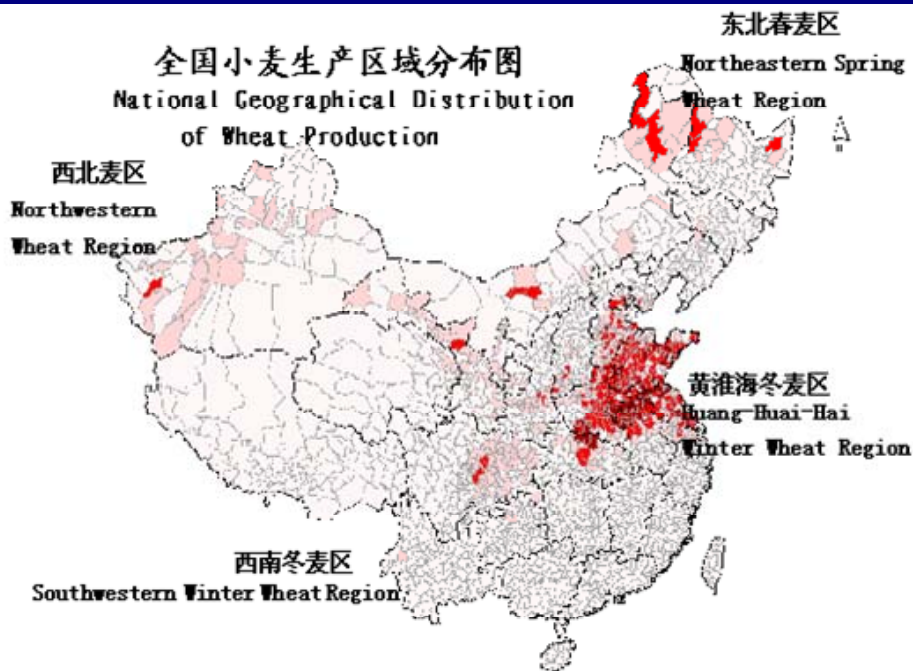 全国小麦生产区域分布图
National Geographical Distribution
of Wheat Production
东北春麦区
Northeastern Spring
Wheat Region
西北麦区
Northwestern
Wheat Region
黄淮海冬麦区
Huang-Huai-Hai
Winter Wheat Region
西南冬麦区
Southwestern Winter Wheat Region